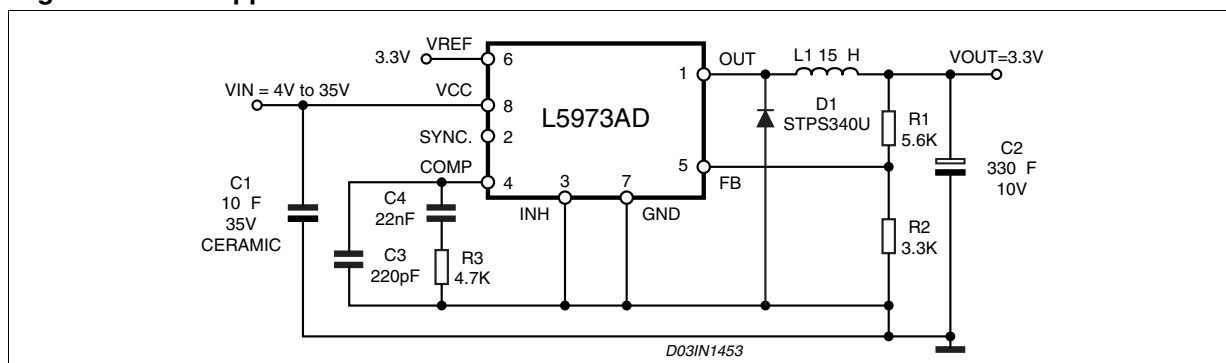 VREF
3.3V
6
1
OUT
L1 15 H
VOUT=3.3V
VIN = 4V to 35V
VCC
8
L5973AD
D1
STPS340U
R1
5.6K
SYNC.
2
COMP
4
3
7
5
FB
C2
330 F
10V
C1
10 F
35V
CERAMIC
C4
22nF
INH
GND
R2
3.3K
C3
220pF
R3
4.7K
D03IN1453